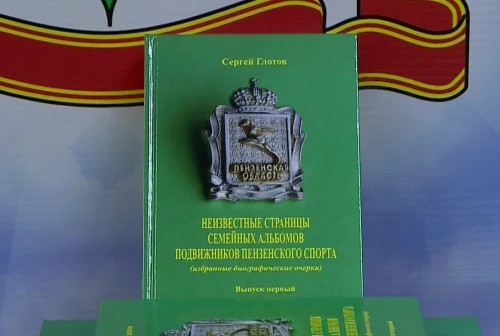 Сергей Глотов
ПЕНЗЕНСКАЯ
ОБЛАСТЬ
НЕИЗВЕСТНЫЕ СТРАНИЦЫ
СЕМЕЙНЫХ АЛЬБОМОВ
ПОДВИЖНИКОВ ПЕНЗЕНСКОГО СПОРТА
(избранные биографические очерки)
Выпуск первый